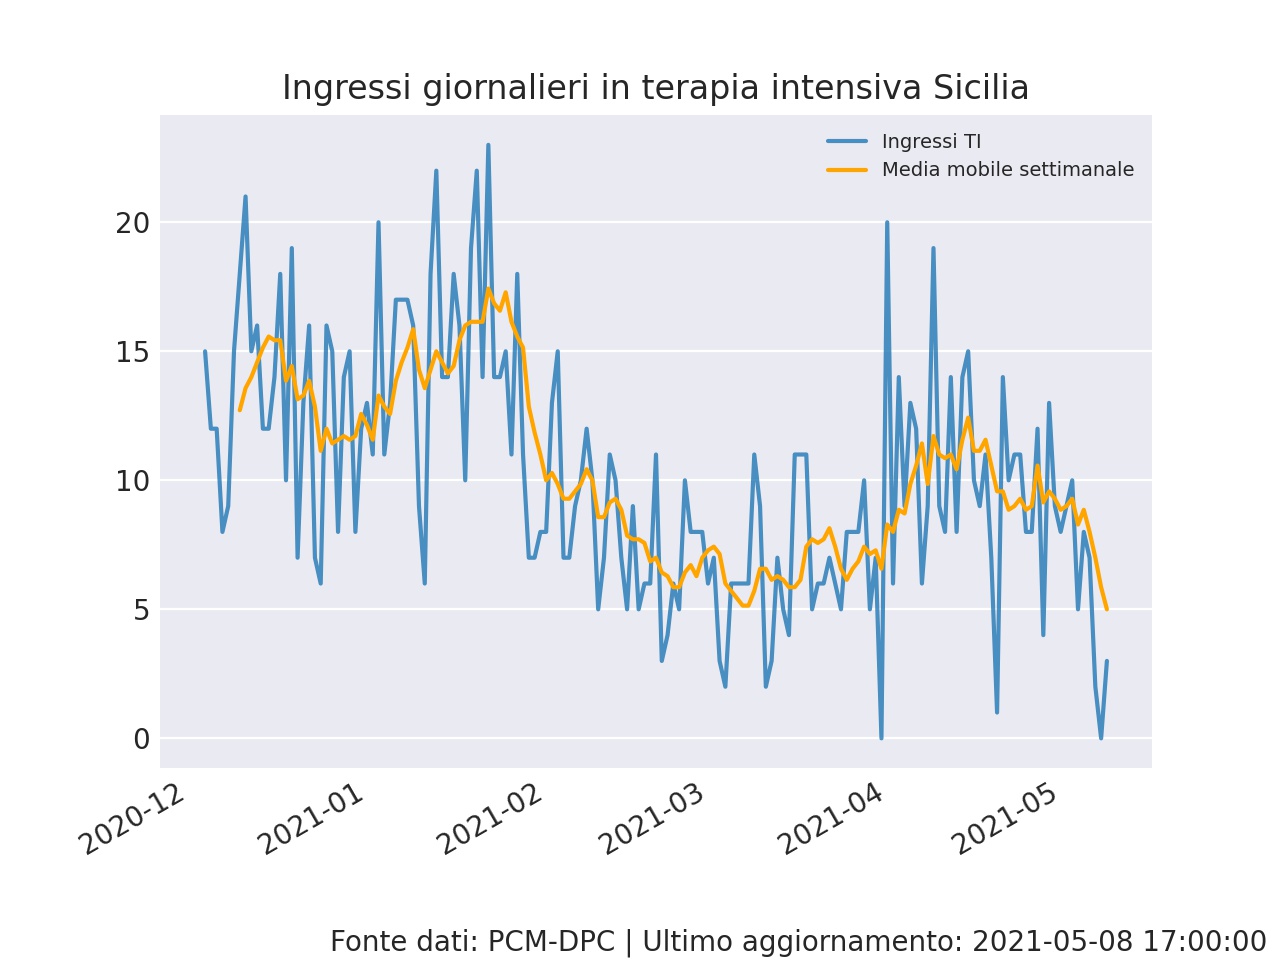 Ingressi giornalieri in terapia intensiva Sicilia
Ingressi TI
Media mobile settimanale
20
15
10
5
0
2020-12
2021-01
2021-02
2021-03
2021-04
2021-05
Fonte dati: PCM-DPC | Ultimo aggiornamento: 2021-05-08 17:00:00